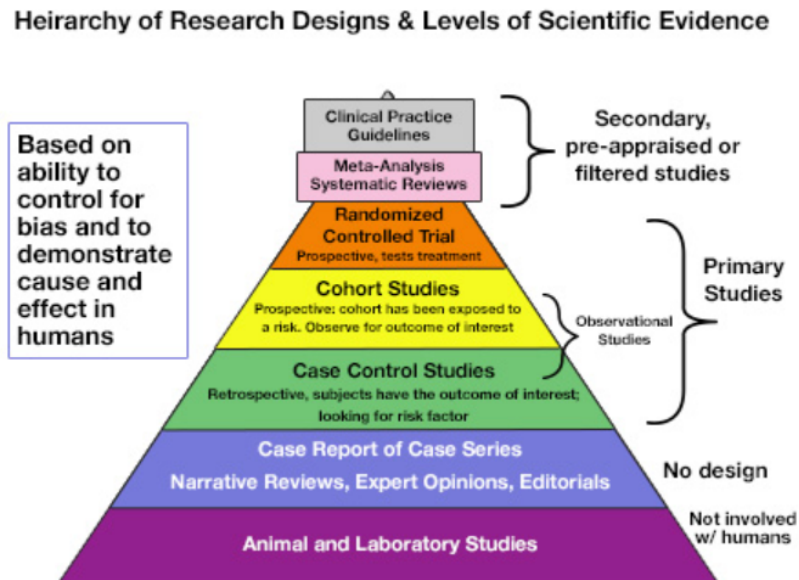 Heirarchy of Research Designs & Levels of Scientific Evidence
Based on
ability to
control for
bias and to
demonstrate
cause and
effect in
humans
Clinical Practice
Guidelines
Meta-Analysis
Systematic Reviews
Secondary,
pre-appraised or
filtered studies
Randomized
Controlled Trial
Prospective, tests treatment
Cohort Studies
Prospective: cohort has been exposed to
a risk. Observe for outcome of interest
Case Control Studies
Retrospective, subjects have the outcome of interest;
looking for risk factor
Observational
Studies
Primary
Studies
Case Report of Case Series
Narrative Reviews, Expert Opinions, Editorials
No design
Animal and Laboratory Studies
Not involved
w/ humans